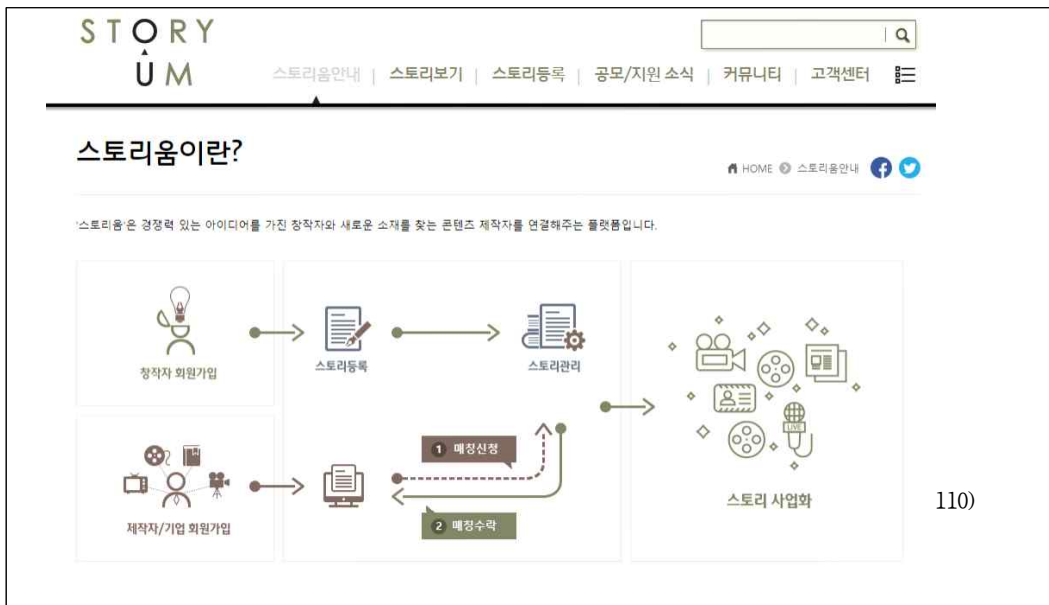 STORY
UM
스토리움안내 | 스토리보기 | 스토리등록 | 공모/지원 소식 | 커뮤니티 | 고객센터
스토리움이란?
HOME 스토리움안내
'스토리움'은 경쟁력 있는 아이디어를 가진 창작자와 새로운 소재를 찾는 콘텐츠 제작자를 연결해주는 플랫폼입니다.
창작자 회원가입
스토리등록
스토리관리
1 매칭신청
2 매칭수락
제작자/기업 회원가입
LIVE
스토리 사업화
110)